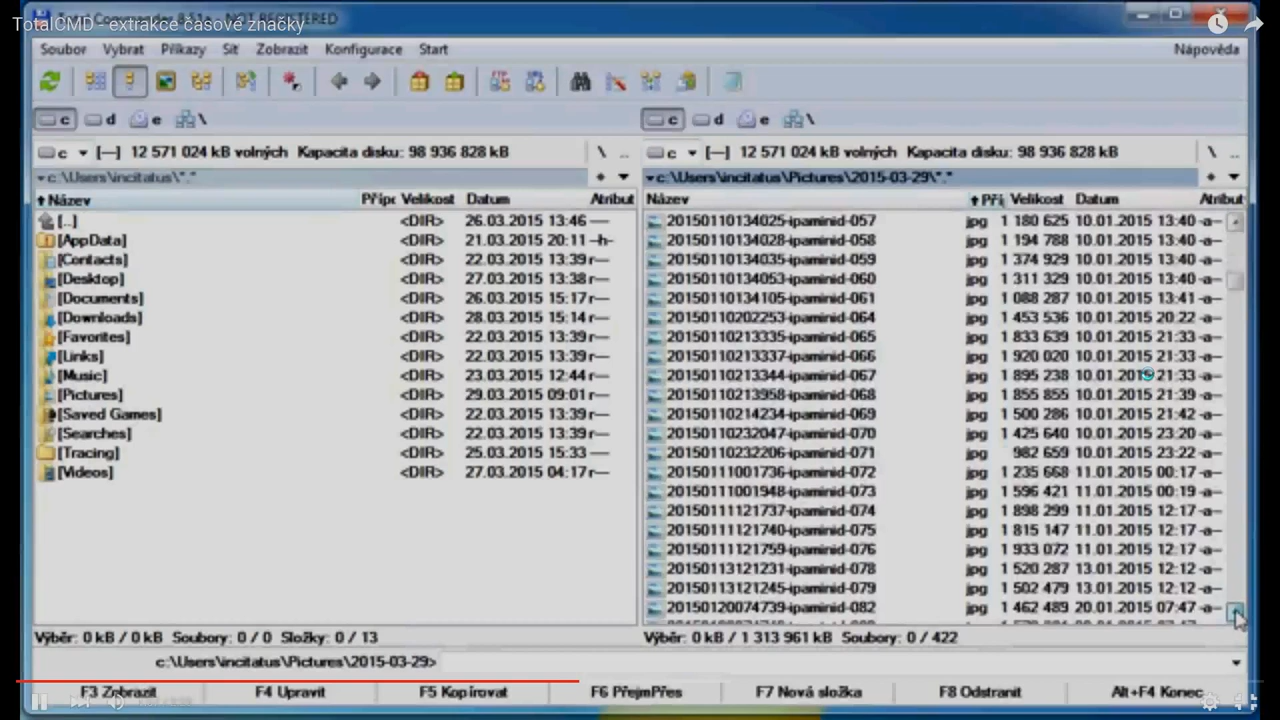 TotalCMD - extrakce časové značky
Soubor Vybrat Příkazy Síť Zobrazit Konfigurace Start Nápověda
c d e \ c d e \
c [—] 12 571 024 kB volných Kapacita disku: 98 936 828 kB \ .. c [—] 12 571 024 kB volných Kapacita disku: 98 936 828 kB \ ..
c:\Users\incitatus\*.* c:\Users\incitatus\Pictures\2015-03-29\*.*
Název Přípo Velikost Datum Atribut
[..] <DIR> 26.03.2015 13:46 ----
[AppData] <DIR> 21.03.2015 20:11 --h-
[Contacts] <DIR> 22.03.2015 13:39 r---
[Desktop] <DIR> 27.03.2015 13:38 r---
[Documents] <DIR> 26.03.2015 15:17 r---
[Downloads] <DIR> 28.03.2015 15:14 r---
[Favorites] <DIR> 22.03.2015 13:39 r---
[Links] <DIR> 22.03.2015 13:39 r---
[Music] <DIR> 23.03.2015 12:44 r---
[Pictures] <DIR> 29.03.2015 09:01 r---
[Saved Games] <DIR> 22.03.2015 13:39 r---
[Searches] <DIR> 22.03.2015 13:39 r---
[Tracing] <DIR> 25.03.2015 15:33 ----
[Videos] <DIR> 27.03.2015 04:17 r---
Výběr: 0 kB / 0 kB Soubory: 0 / 0 Složky: 0 / 13
Název Pří Velikost Datum Atribut
20150110134025-ipaminid-057 jpg 1 180 625 10.01.2015 13:40 -a--
20150110134028-ipaminid-058 jpg 1 194 788 10.01.2015 13:40 -a--
20150110134035-ipaminid-059 jpg 1 374 929 10.01.2015 13:40 -a--
20150110134053-ipaminid-060 jpg 1 311 329 10.01.2015 13:40 -a--
20150110134105-ipaminid-061 jpg 1 088 287 10.01.2015 13:41 -a--
20150110202253-ipaminid-064 jpg 1 453 536 10.01.2015 20:22 -a--
20150110213335-ipaminid-065 jpg 1 833 639 10.01.2015 21:33 -a--
20150110213337-ipaminid-066 jpg 1 920 020 10.01.2015 21:33 -a--
20150110213344-ipaminid-067 jpg 1 895 238 10.01.2015 21:33 -a--
20150110213958-ipaminid-068 jpg 1 855 855 10.01.2015 21:39 -a--
20150110214234-ipaminid-069 jpg 1 500 286 10.01.2015 21:42 -a--
20150110232047-ipaminid-070 jpg 1 425 640 10.01.2015 23:20 -a--
20150110232206-ipaminid-071 jpg 982 659 10.01.2015 23:22 -a--
20150111001736-ipaminid-072 jpg 1 235 668 11.01.2015 00:17 -a--
20150111001948-ipaminid-073 jpg 1 596 421 11.01.2015 00:19 -a--
20150111121737-ipaminid-074 jpg 1 898 299 11.01.2015 12:17 -a--
20150111121740-ipaminid-075 jpg 1 815 147 11.01.2015 12:17 -a--
20150111121759-ipaminid-076 jpg 1 933 072 11.01.2015 12:17 -a--
20150113121231-ipaminid-078 jpg 1 520 287 13.01.2015 12:12 -a--
20150113121245-ipaminid-079 jpg 1 502 479 13.01.2015 12:12 -a--
20150120074739-ipaminid-082 jpg 1 462 489 20.01.2015 07:47 -a--
Výběr: 0 kB / 1 313 961 kB Soubory: 0 / 422
c:\Users\incitatus\Pictures\2015-03-29>
F3 Zobrazit F4 Upravit F5 Kopírovat F6 PřejmPřes F7 Nová složka F8 Odstranit Alt+F4 Konec